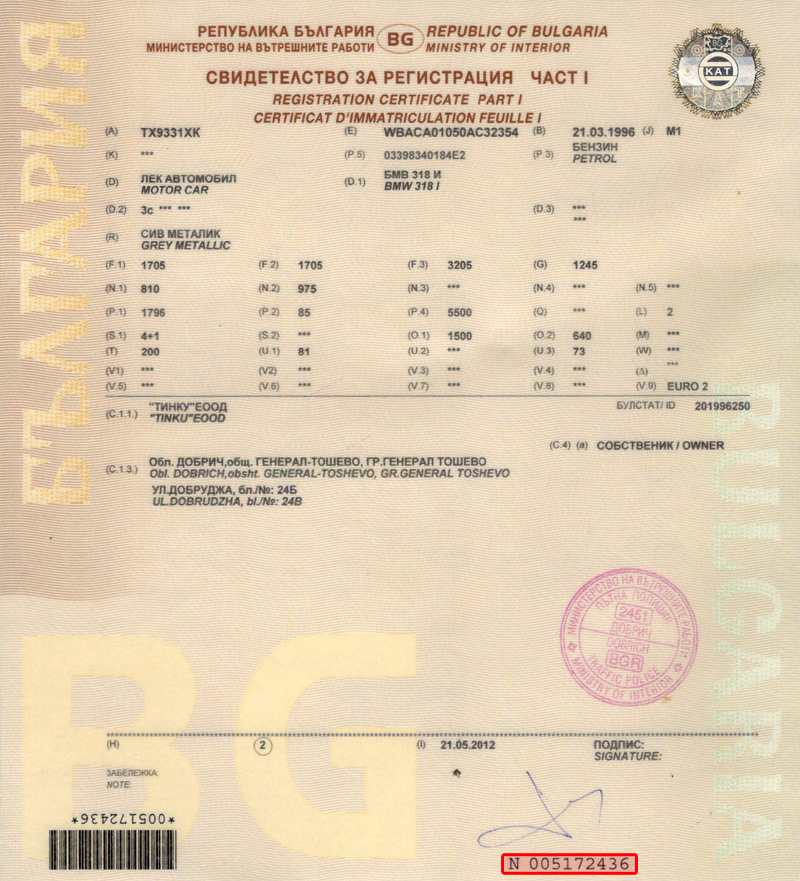 РЕПУБЛИКА БЪЛГАРИЯ BG REPUBLIC OF BULGARIA
МИНИСТЕРСТВО НА ВЪТРЕШНИТЕ РАБОТИ MINISTRY OF INTERIOR
СВИДЕТЕЛСТВО ЗА РЕГИСТРАЦИЯ ЧАСТ I
REGISTRATION CERTIFICATE PART I
CERTIFICAT D'IMMATRICULATION FEUILLE I
КАТ
БЪЛГАРИЯ
(A) TX9331XK (E) WBACA01050AC32354 (B) 21.03.1996 (J) M1
(K) *** (P.5) 03398340184E2 (P.3) БЕНЗИН
PETROL
(D) ЛЕК АВТОМОБИЛ (D.1) БМВ 318 И
MOTOR CAR BMW 318 I
(D.2) 3c *** *** (D.3) ***
***
(R) СИВ МЕТАЛИК
GREY METALLIC
(F.1) 1705 (F.2) 1705 (F.3) 3205 (G) 1245
(N.1) 810 (N.2) 975 (N.3) *** (N.4) *** (N.5) ***
(P.1) 1796 (P.2) 85 (P.4) 5500 (Q) *** (L) 2
(S.1) 4+1 (S.2) *** (O.1) 1500 (O.2) 640 (M) ***
(T) 200 (U.1) 81 (U.2) *** (U.3) 73 (W) ***
(V1) *** (V2) *** (V.3) *** (V.4) *** (Δ) ***
(V.5) *** (V.6) *** (V.7) *** (V.8) *** (V.9) EURO 2
(C.1.1.) "ТИНКУ"ЕООД БУЛСТАТ/ ID 201996250
"TINKU"EOOD
(C.4) (a) СОБСТВЕНИК / OWNER
(C.1.3.) Обл. ДОБРИЧ,общ. ГЕНЕРАЛ-ТОШЕВО, ГР.ГЕНЕРАЛ ТОШЕВО
Obl. DOBRICH,obsht. GENERAL-TOSHEVO, GR.GENERAL TOSHEVO
УЛ.ДОБРУДЖА, бл./№: 24Б
UL.DOBRUDZHA, bl./№: 24B
BULGARIA
МИНИСТЕРСТВО НА ВЪТРЕШНИТЕ РАБОТИ
ПЪТНА ПОЛИЦИЯ
2451
ДОБРИЧ
DOBRICH
BGR
TRAFFIC POLICE
MINISTRY OF INTERIOR
BG
(H) 2 (I) 21.05.2012 ПОДПИС:
SIGNATURE:
ЗАБЕЛЕЖКА:
NOTE:
*005172436*
N 005172436